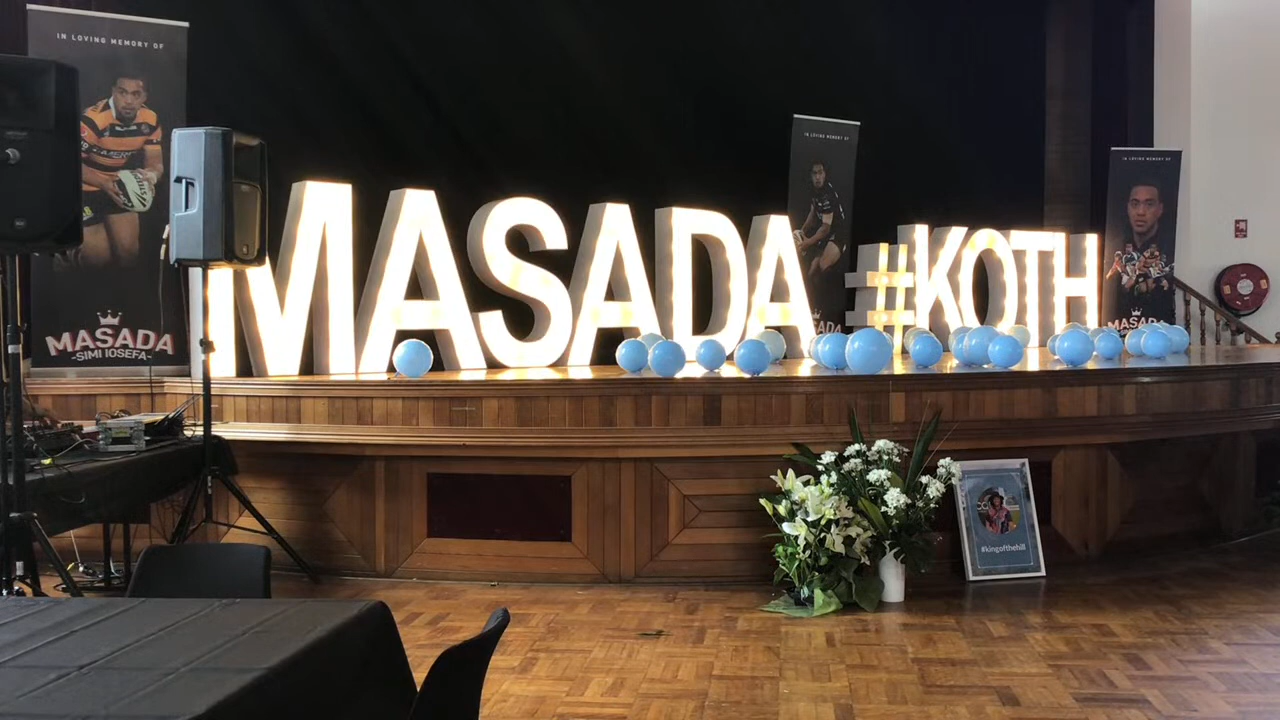 IN LOVING MEMORY OF
MASADA
-SIMI IOSEFA-
MASADA #KOTH
IN LOVING MEMORY OF
IN LOVING MEMORY OF
MASADA
#kingofthehill